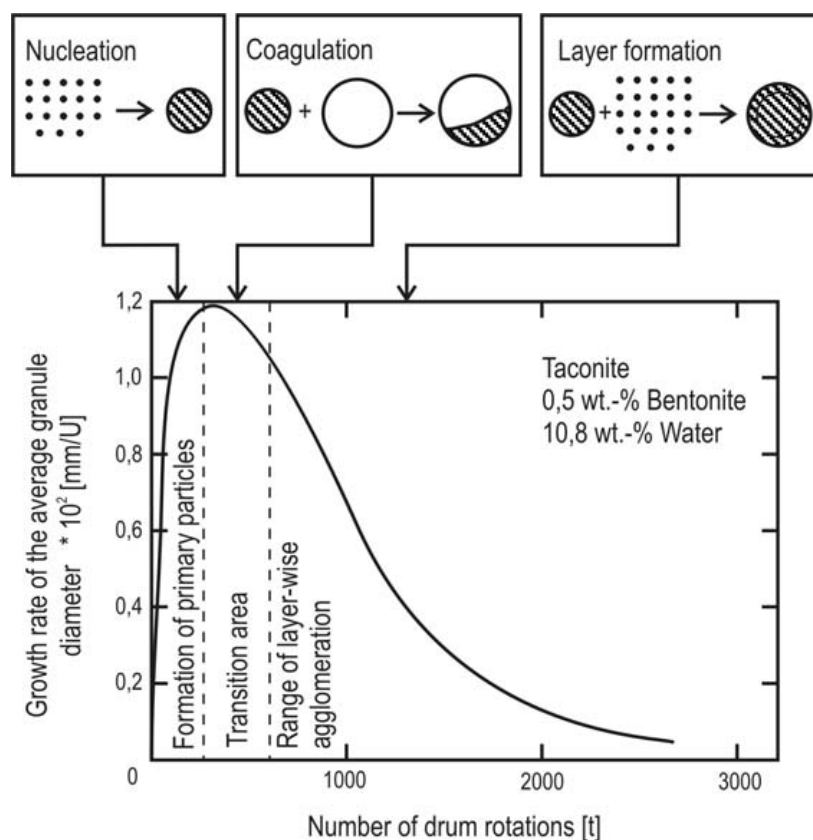 Nucleation
Coagulation
Layer formation
+
+
1,2
1,0
0,8
0,6
0,4
0,2
0
Growth rate of the average granule
diameter * 10² [mm/U]
Formation of primary particles
Transition area
Range of layer-wise
agglomeration
Taconite
0,5 wt.-% Bentonite
10,8 wt.-% Water
1000
2000
3000
Number of drum rotations [t]